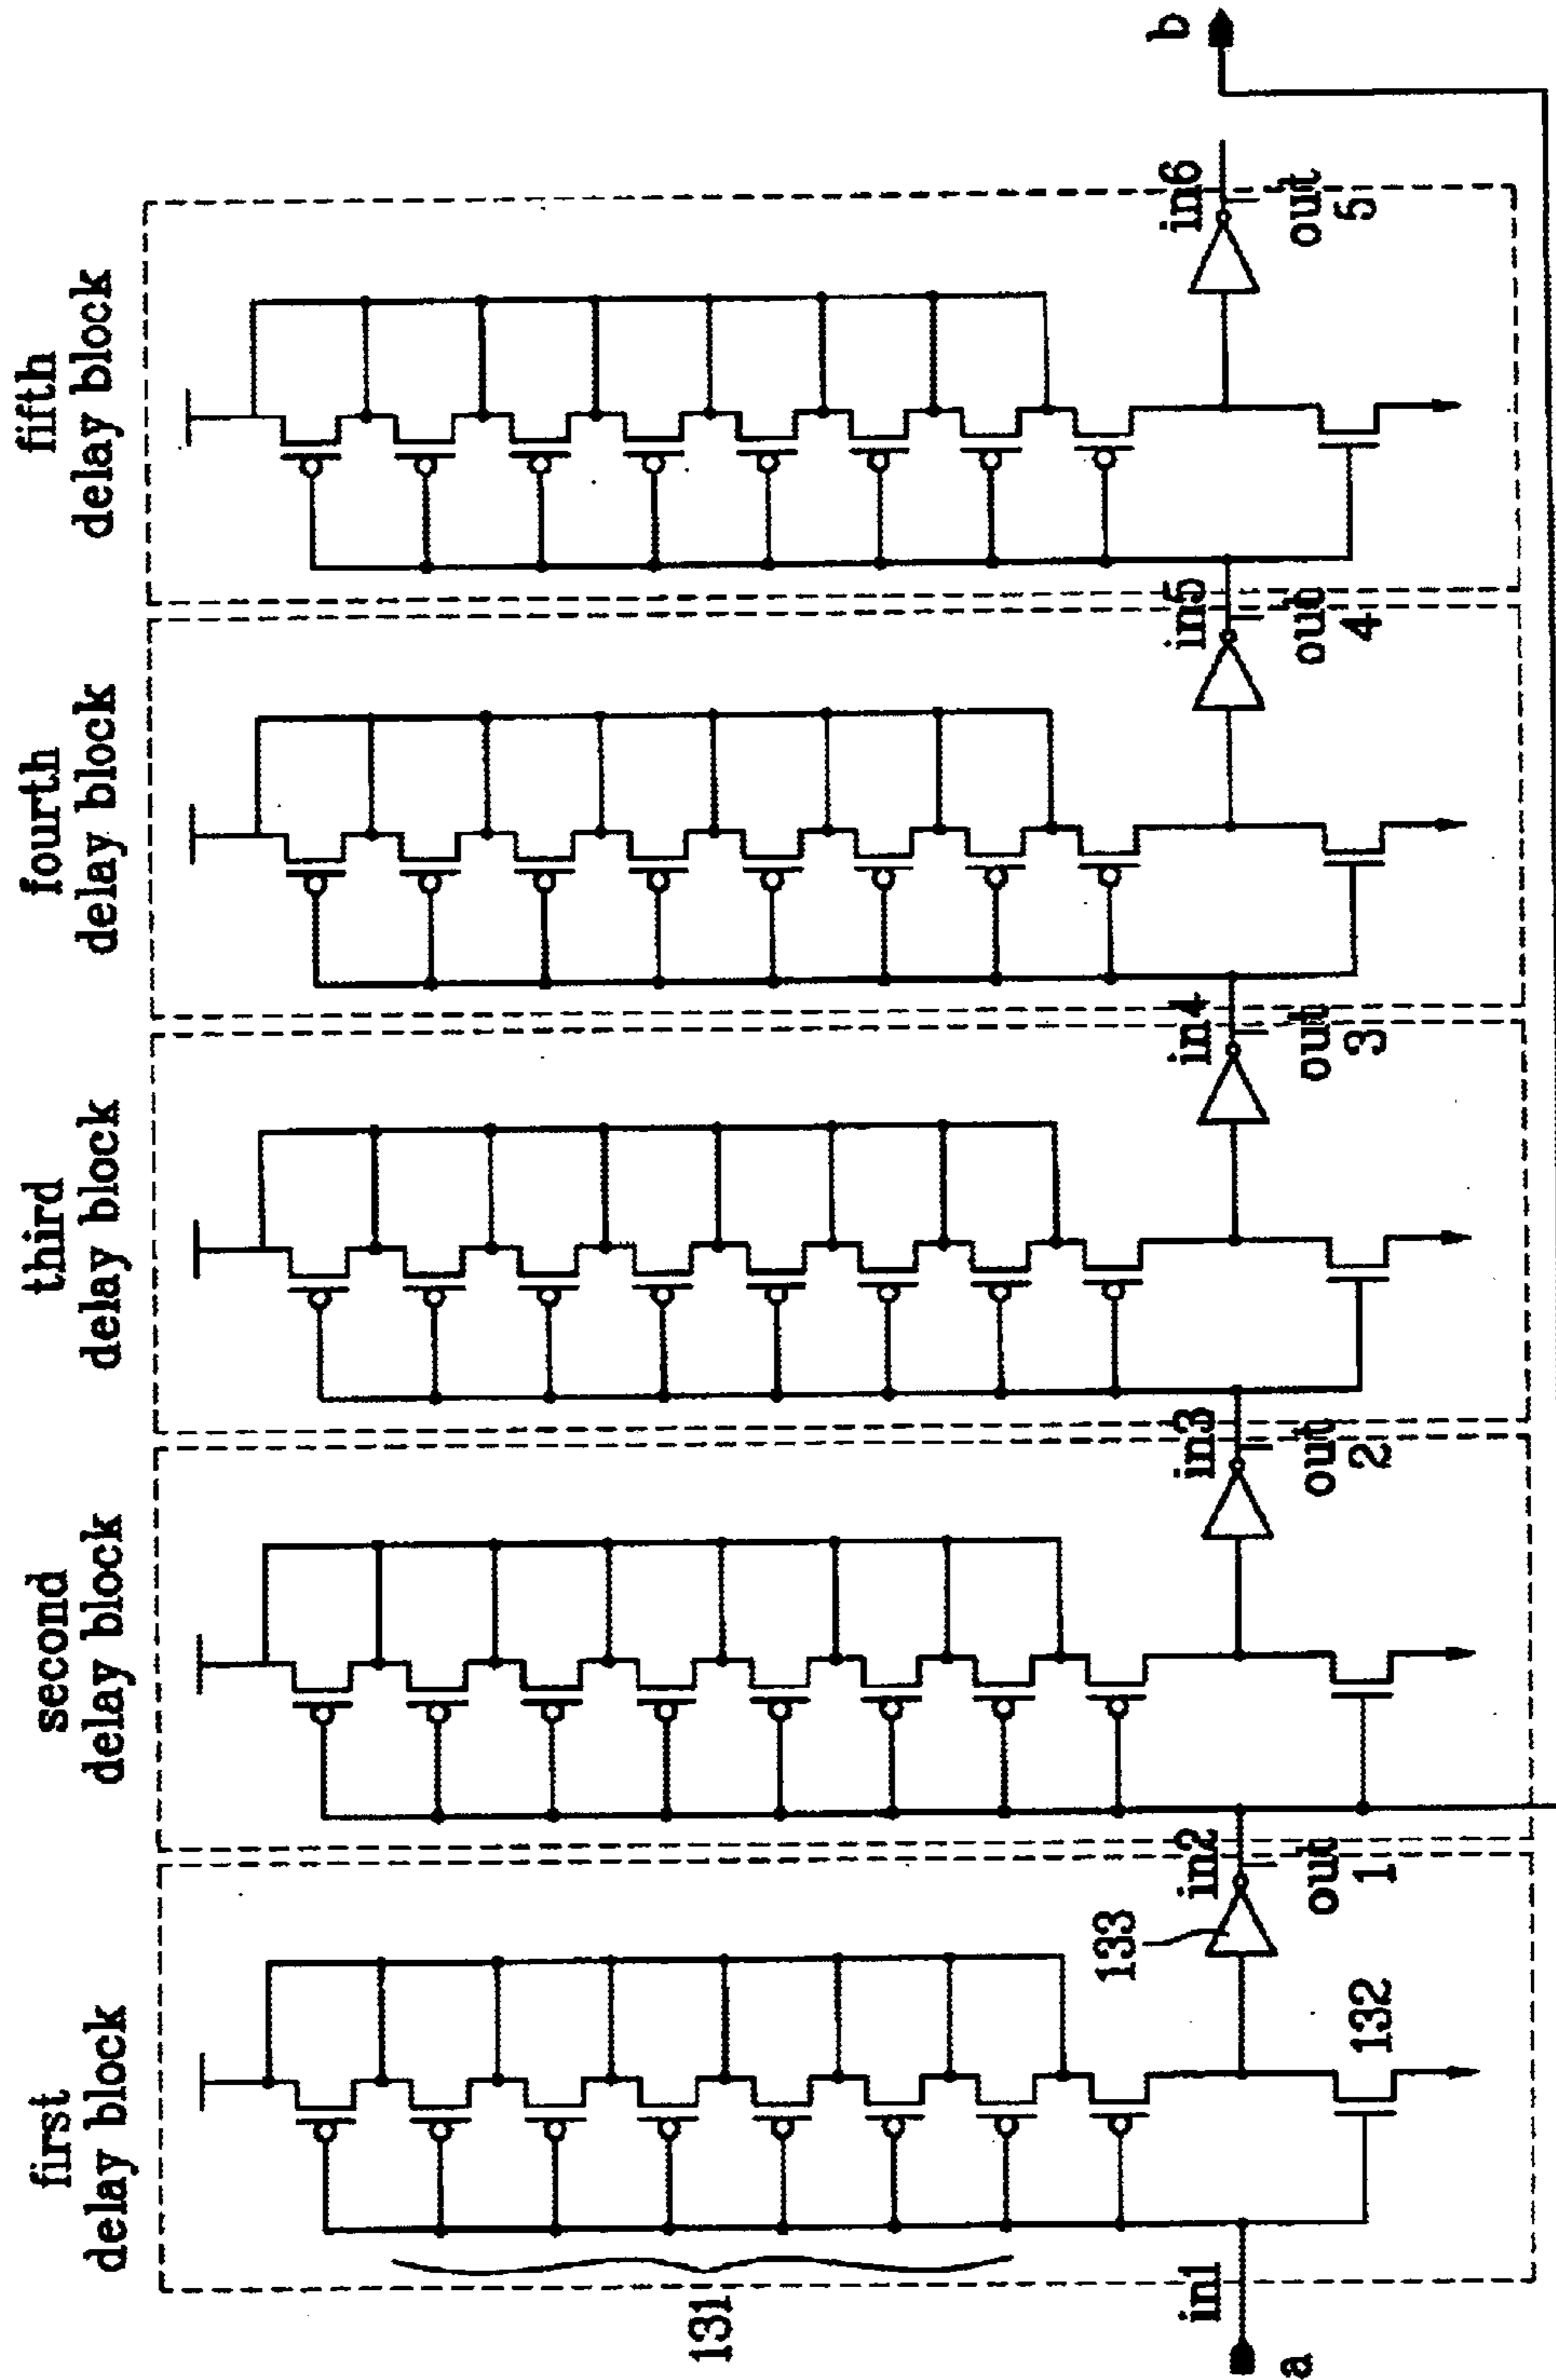 first
delay block
second
delay block
third
delay block
fourth
delay block
fifth
delay block
131
133
132
a
in1
in2
out
1
in3
out
2
in4
out
3
in5
out
4
in6
out
5
b